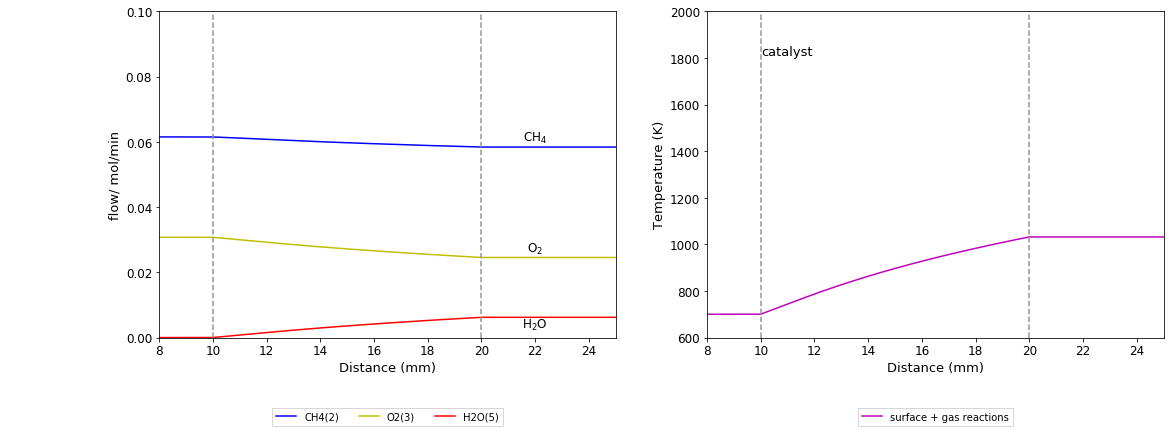 0.10
0.08
0.06
0.04
0.02
0.00
flow/ mol/min
CH₄
O₂
H₂O
8 10 12 14 16 18 20 22 24
Distance (mm)
CH4(2) O2(3) H2O(5)
2000
1800
1600
1400
1200
1000
800
600
Temperature (K)
catalyst
8 10 12 14 16 18 20 22 24
Distance (mm)
surface + gas reactions